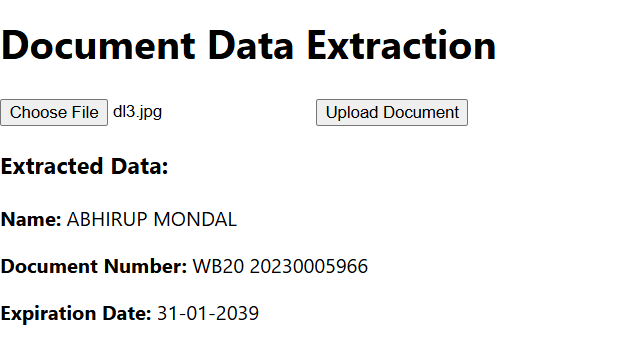 Document Data Extraction
Choose File dl3.jpg Upload Document
Extracted Data:
Name: ABHIRUP MONDAL
Document Number: WB20 20230005966
Expiration Date: 31-01-2039